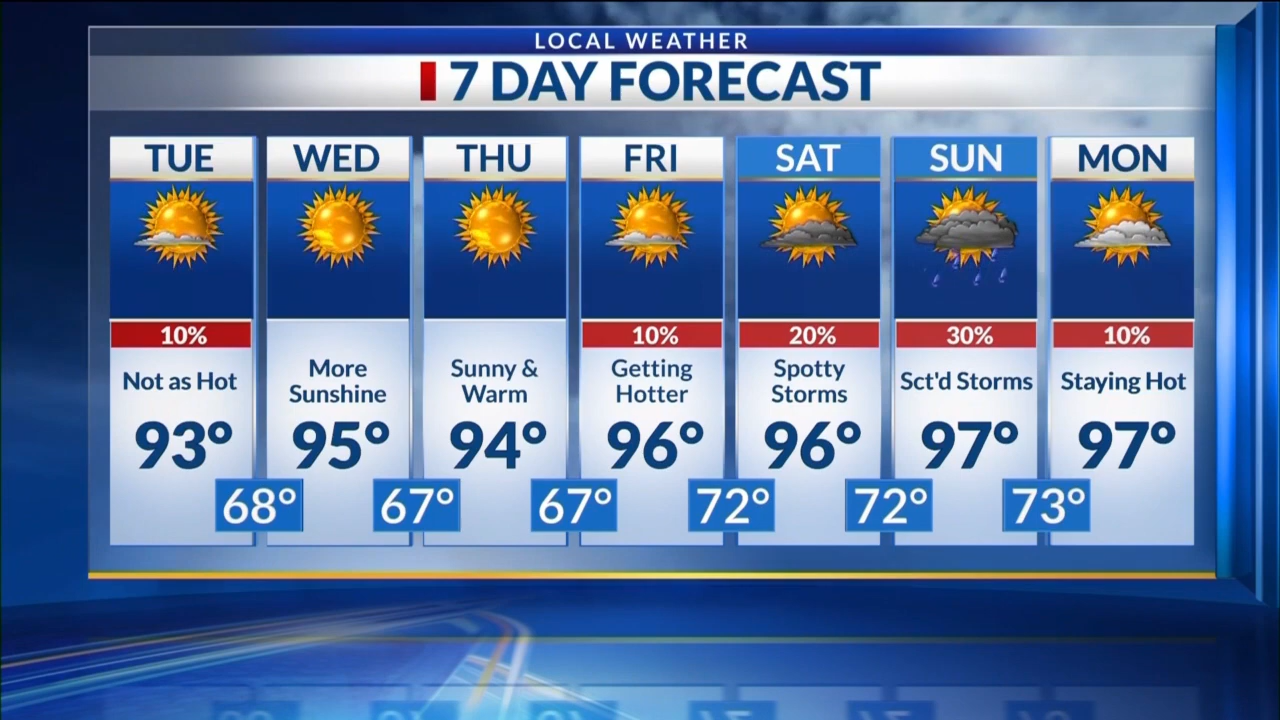 LOCAL WEATHER
7 DAY FORECAST
TUE
10%
Not as Hot
93°
68°
WED
More
Sunshine
95°
67°
THU
Sunny &
Warm
94°
67°
FRI
10%
Getting
Hotter
96°
72°
SAT
20%
Spotty
Storms
96°
72°
SUN
30%
Sct'd Storms
97°
73°
MON
10%
Staying Hot
97°